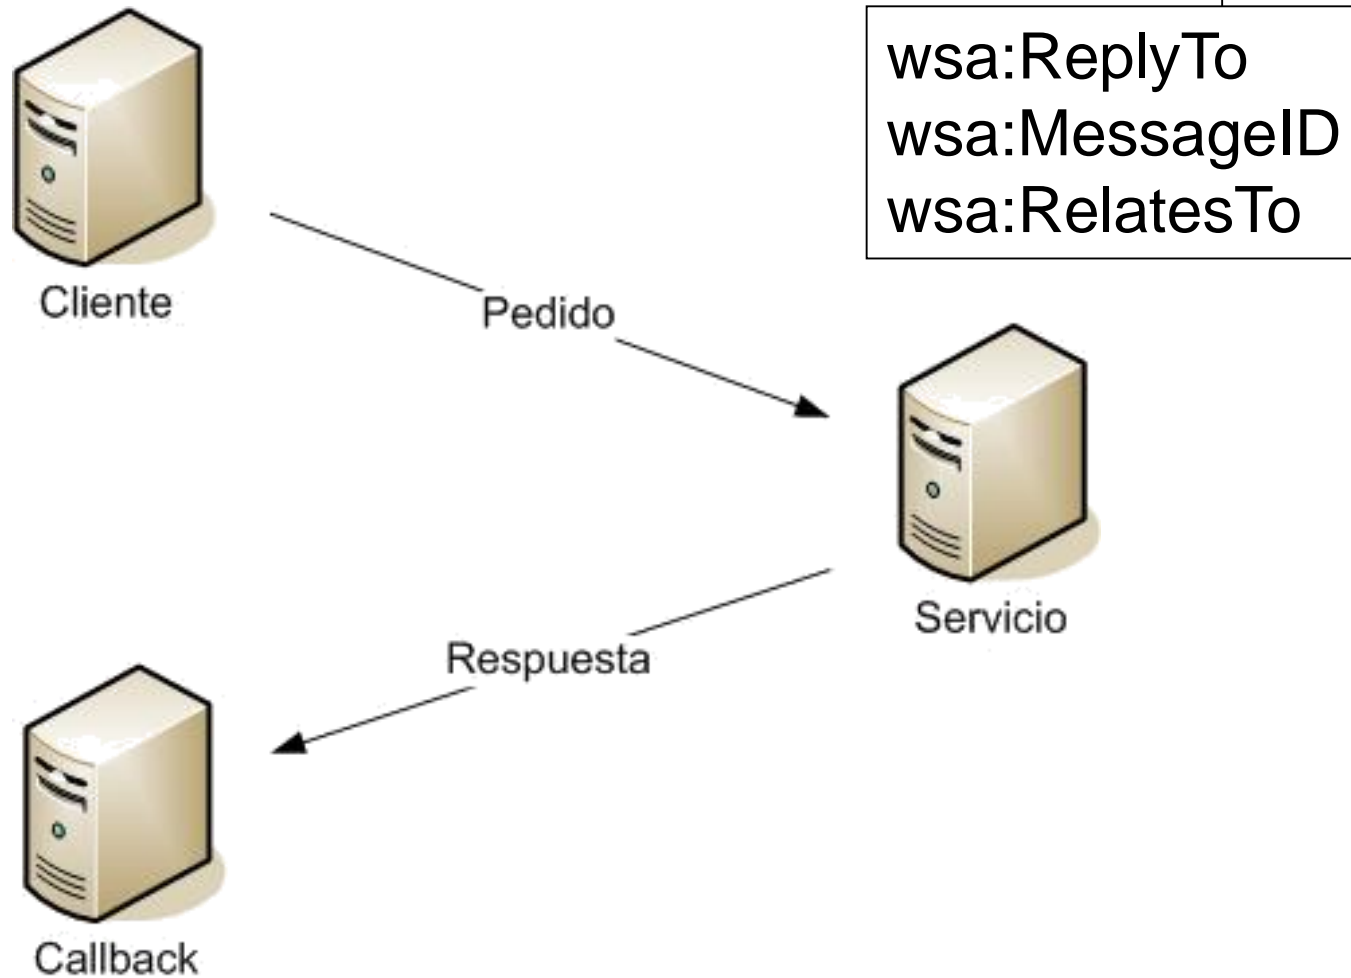 wsa:ReplyTo
wsa:MessageID
wsa:RelatesTo
Cliente
Pedido
Servicio
Respuesta
Callback